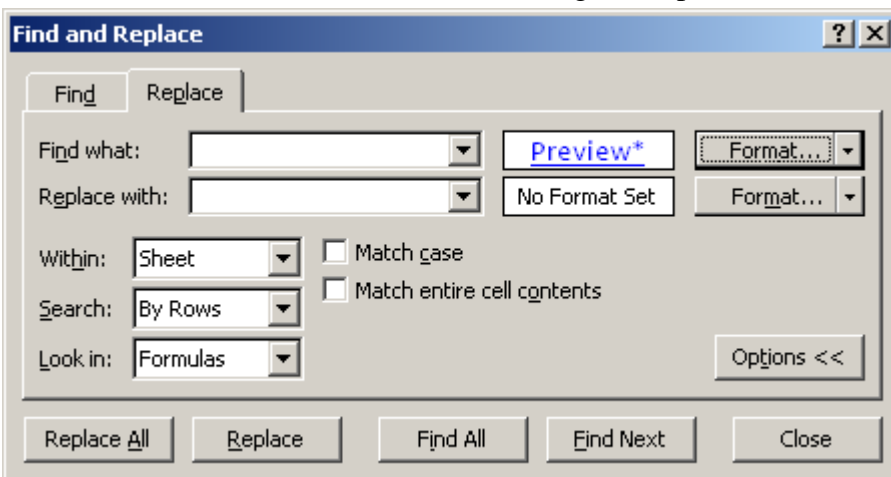 Find and Replace
Find Replace
Find what: Preview* Format...
Replace with: No Format Set Format...
Within: Sheet Match case
Search: By Rows Match entire cell contents
Look in: Formulas Options <<
Replace All Replace Find All Find Next Close